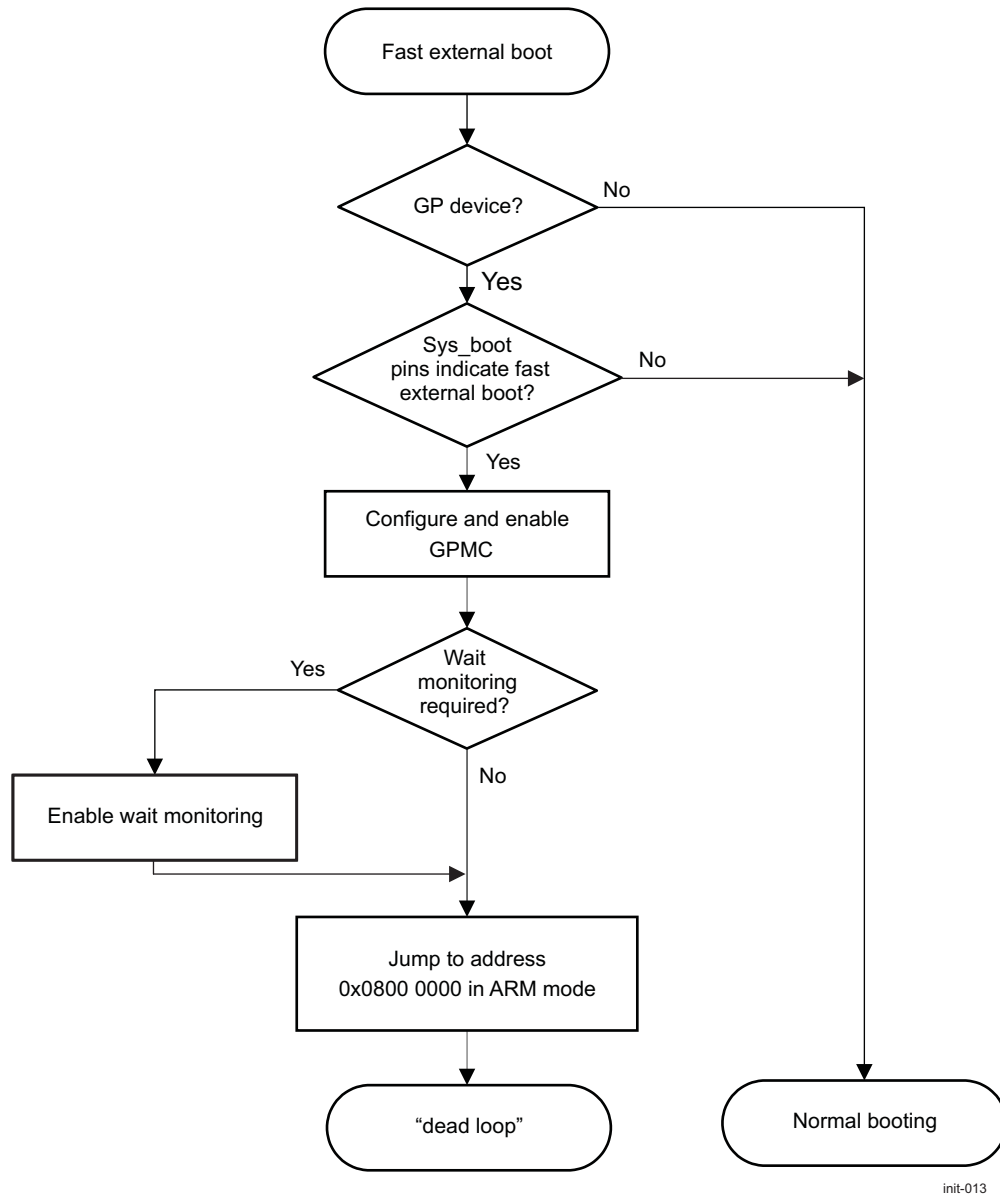 Fast external boot
GP device?
No
Yes
Sys_boot
pins indicate fast
external boot?
No
Yes
Configure and enable
GPMC
Wait
monitoring
required?
Yes
No
Enable wait monitoring
Jump to address
0x0800 0000 in ARM mode
“dead loop”
Normal booting
init-013